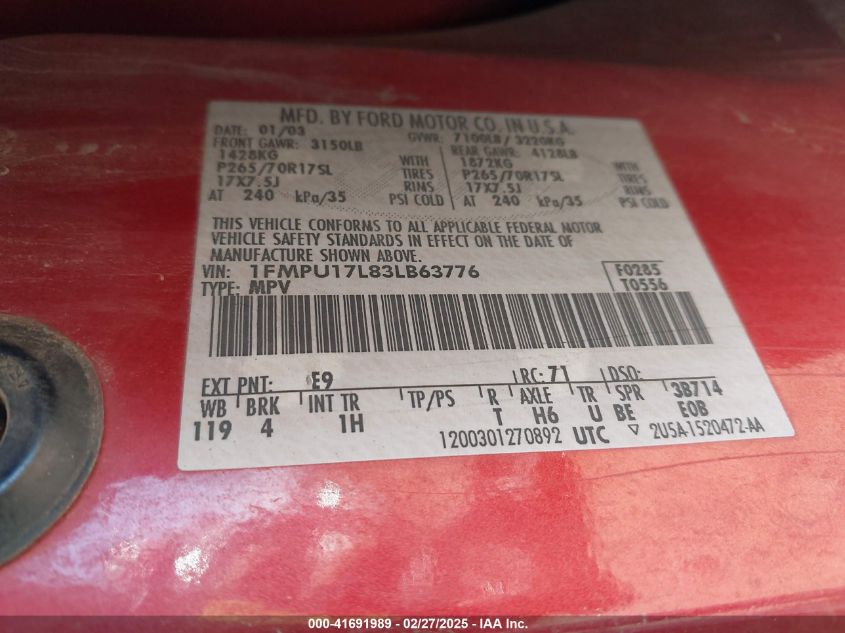 MFD. BY FORD MOTOR CO. IN U.S.A.
DATE: 01/03 GVWR: 7100LB / 3220KG
FRONT GAWR: 3150LB REAR GAWR: 4128LB
1428KG WITH 1872KG WITH
P265/70R17SL TIRES P265/70R17SL TIRES
17X7.5J RIMS 17X7.5J RIMS
AT 240 kPa/35 PSI COLD AT 240 kPa/35 PSI COLD
THIS VEHICLE CONFORMS TO ALL APPLICABLE FEDERAL MOTOR
VEHICLE SAFETY STANDARDS IN EFFECT ON THE DATE OF
MANUFACTURE SHOWN ABOVE.
VIN: 1FMPU17L83LB63776 F0285
TYPE: MPV T0556
EXT PNT: E9 RC: 71 DSO:
WB BRK INT TR TP/PS R AXLE TR SPR 3B714
119 4 1H T H6 U BE EOB
1200301270892 UTC ▽ 2U5A-1520472-AA
000-41691989 - 02/27/2025 - Copyright © 2025 IAA, Inc.